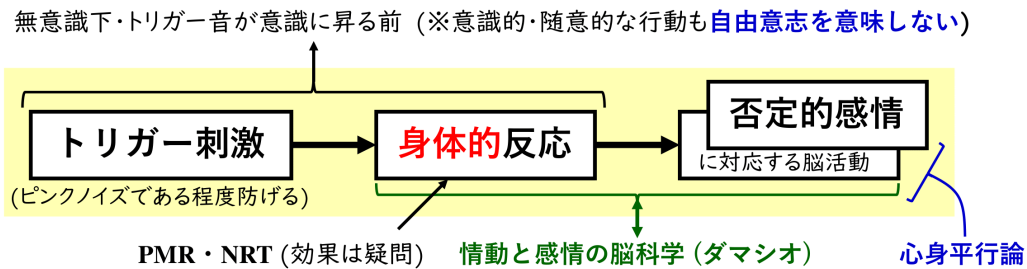 無意識下・トリガー音が意識に昇る前 (※意識的・随意的な行動も自由意志を意味しない)
トリガー刺激
身体的反応
否定的感情
に対応する脳活動
(ピンクノイズである程度防げる)
PMR・NRT (効果は疑問)
情動と感情の脳科学 (ダマシオ)
心身平行論